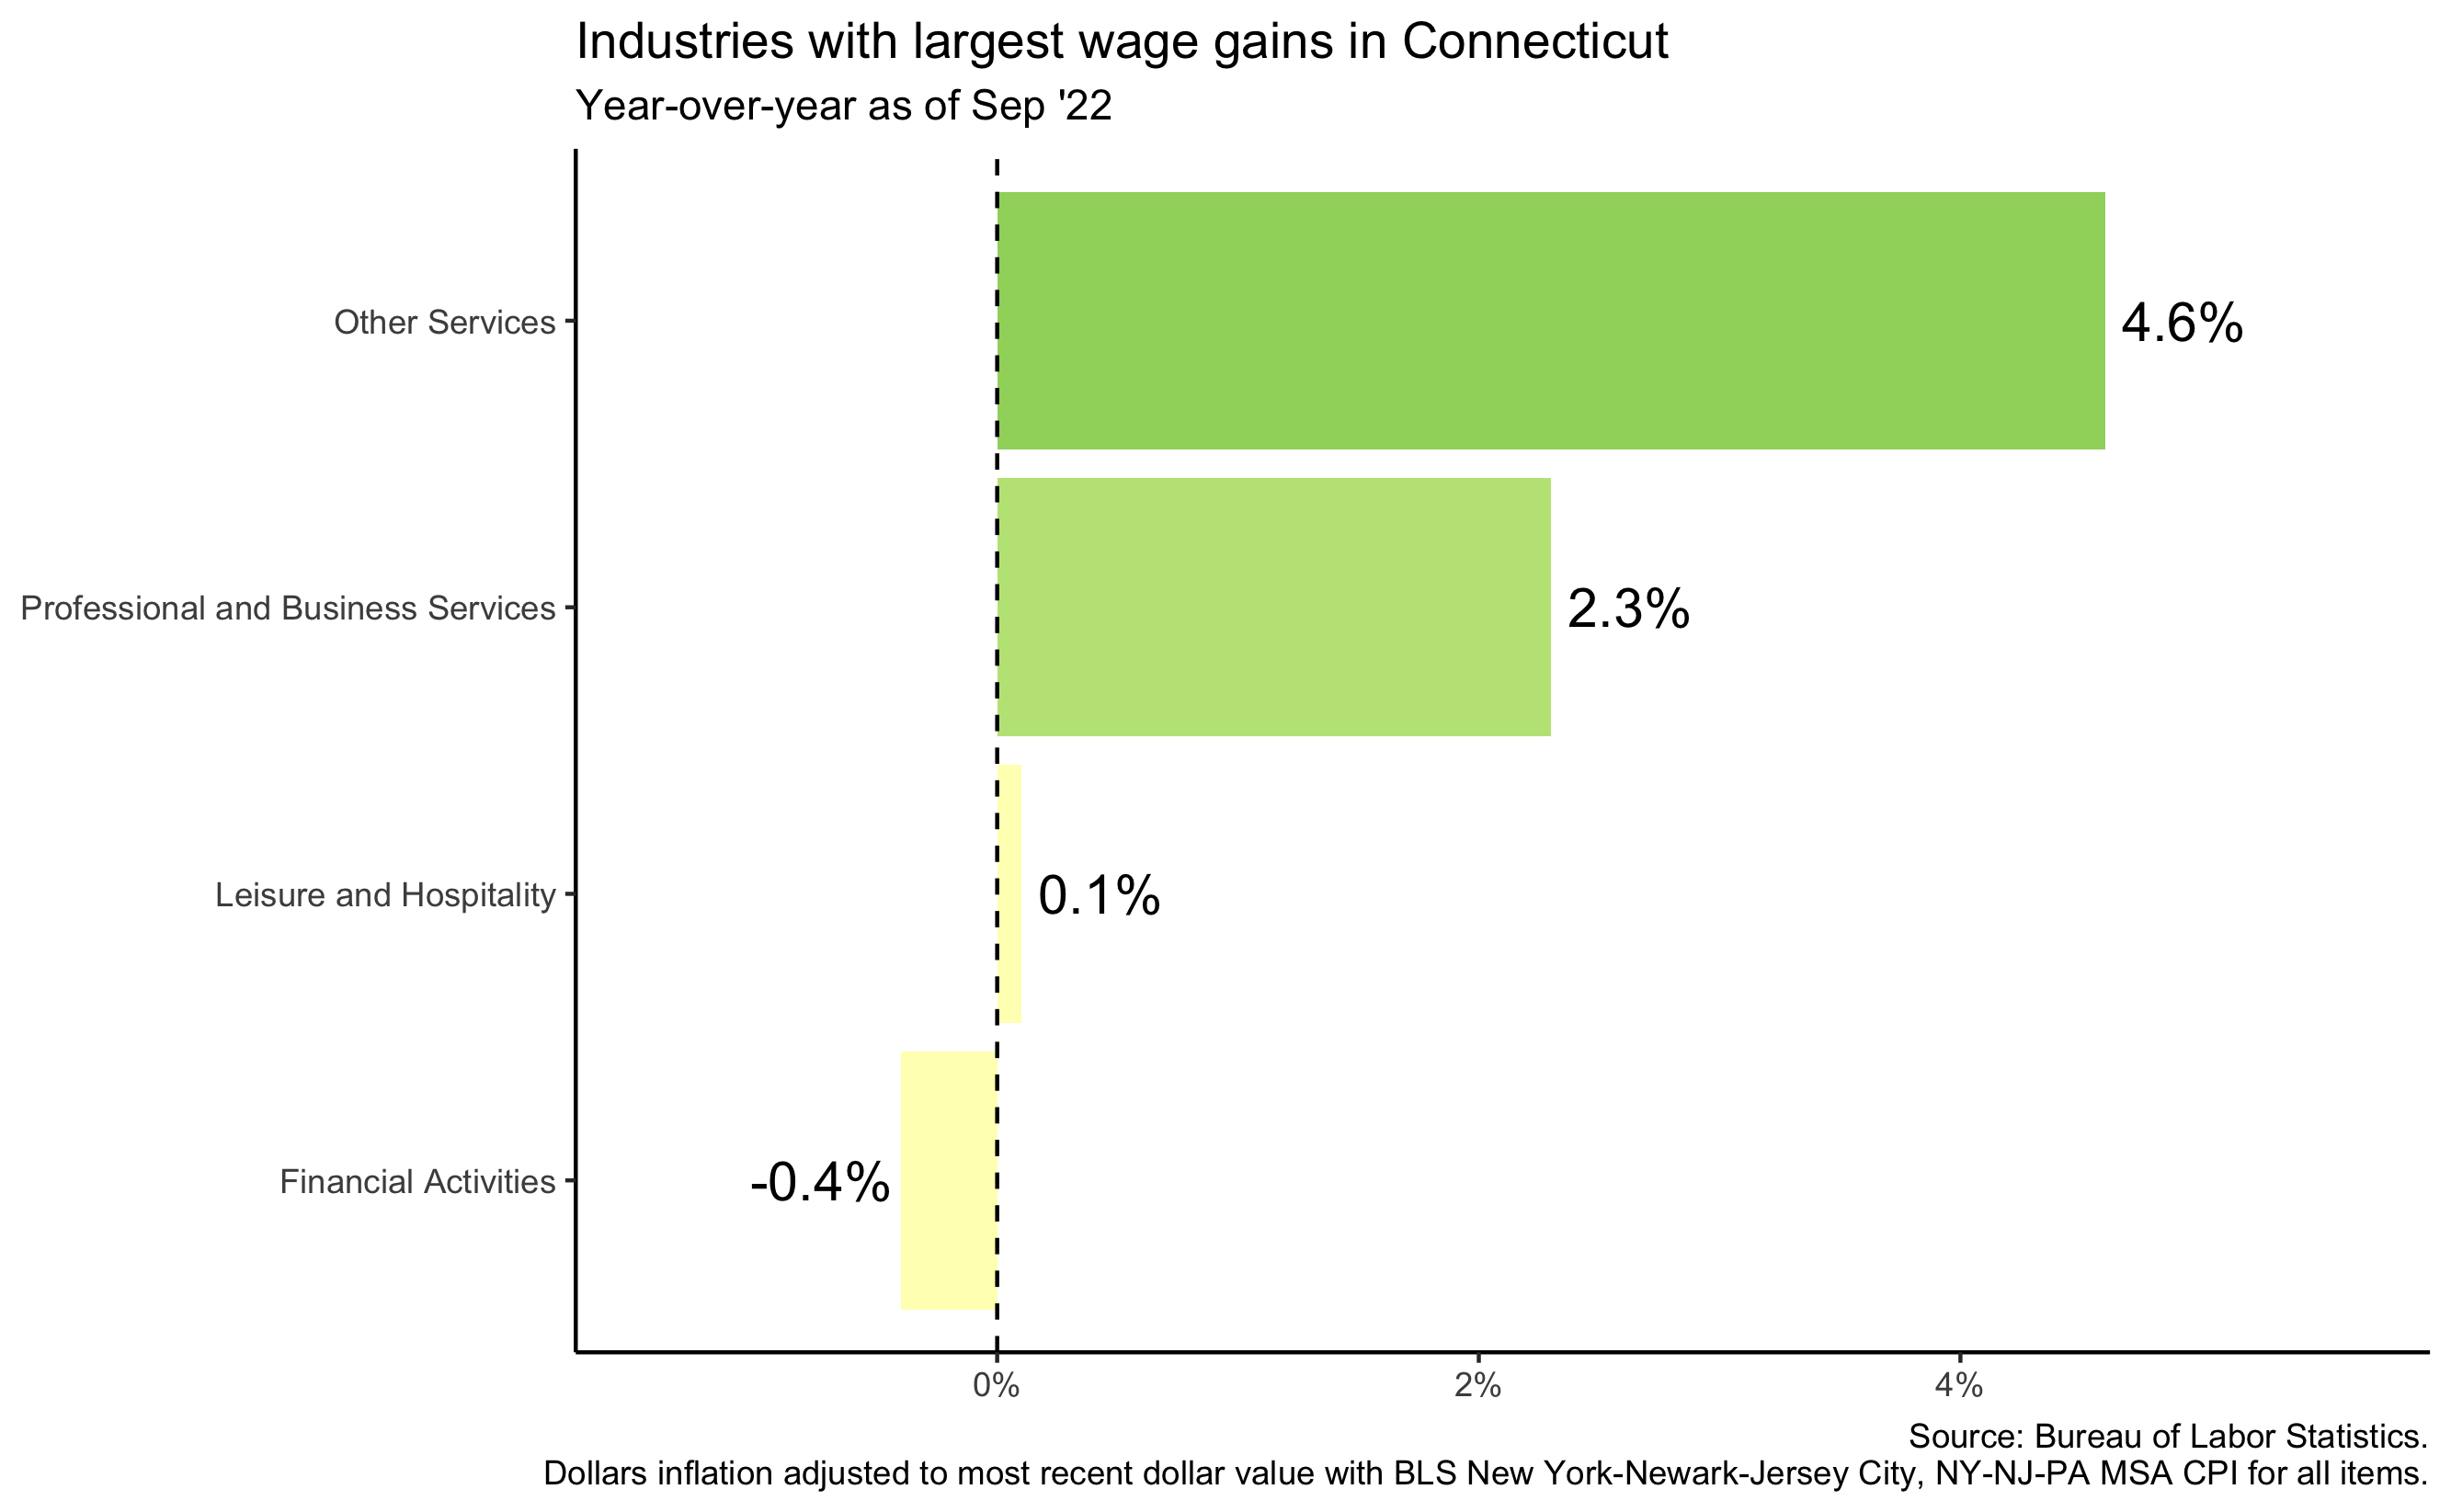 Industries with largest wage gains in Connecticut
Year-over-year as of Sep '22
Other Services
4.6%
Professional and Business Services
2.3%
Leisure and Hospitality
0.1%
Financial Activities
-0.4%
0%
2%
4%
Source: Bureau of Labor Statistics.
Dollars inflation adjusted to most recent dollar value with BLS New York-Newark-Jersey City, NY-NJ-PA MSA CPI for all items.